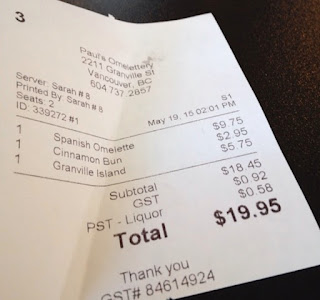 3
Paul's Omelettery
2211 Granville St
Vancouver, BC
604.737.2857
Server: Sarah # 8
Printed By: Sarah # 8
Seats: 2
ID: 339272 #1
S1
May 19, 15 02:01 PM
1 Spanish Omelette $9.75
1 Cinnamon Bun $2.95
1 Granville Island $5.75
Subtotal $18.45
GST $0.92
PST - Liquor $0.58
Total $19.95
Thank you
GST# 84614924